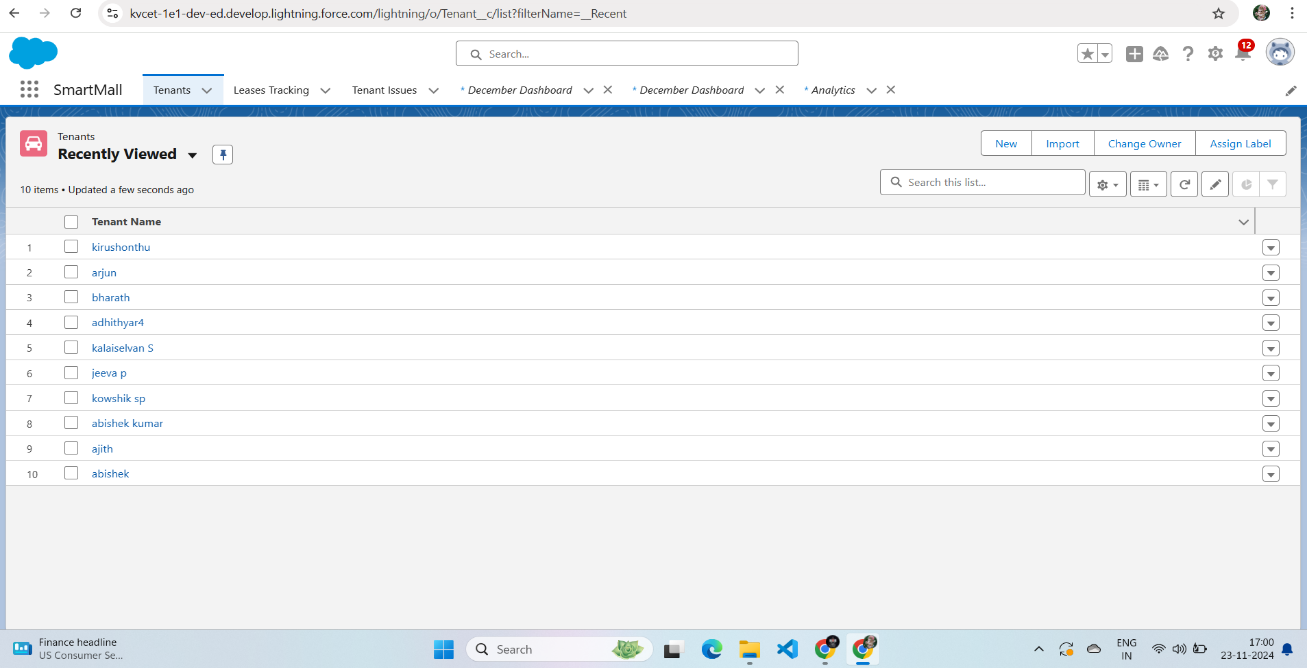 kvcet-1e1-dev-ed.develop.lightning.force.com/lightning/o/Tenant__c/list?filterName=__Recent
Search...
12
SmartMall
Tenants
Leases Tracking
Tenant Issues
* December Dashboard
* December Dashboard
* Analytics
Tenants
Recently Viewed
New
Import
Change Owner
Assign Label
10 items • Updated a few seconds ago
Search this list...
Tenant Name
1 kirushonthu
2 arjun
3 bharath
4 adhithyar4
5 kalaiselvan S
6 jeeva p
7 kowshik sp
8 abishek kumar
9 ajith
10 abishek
Finance headline
US Consumer Se...
Search
ENG
IN
17:00
23-11-2024